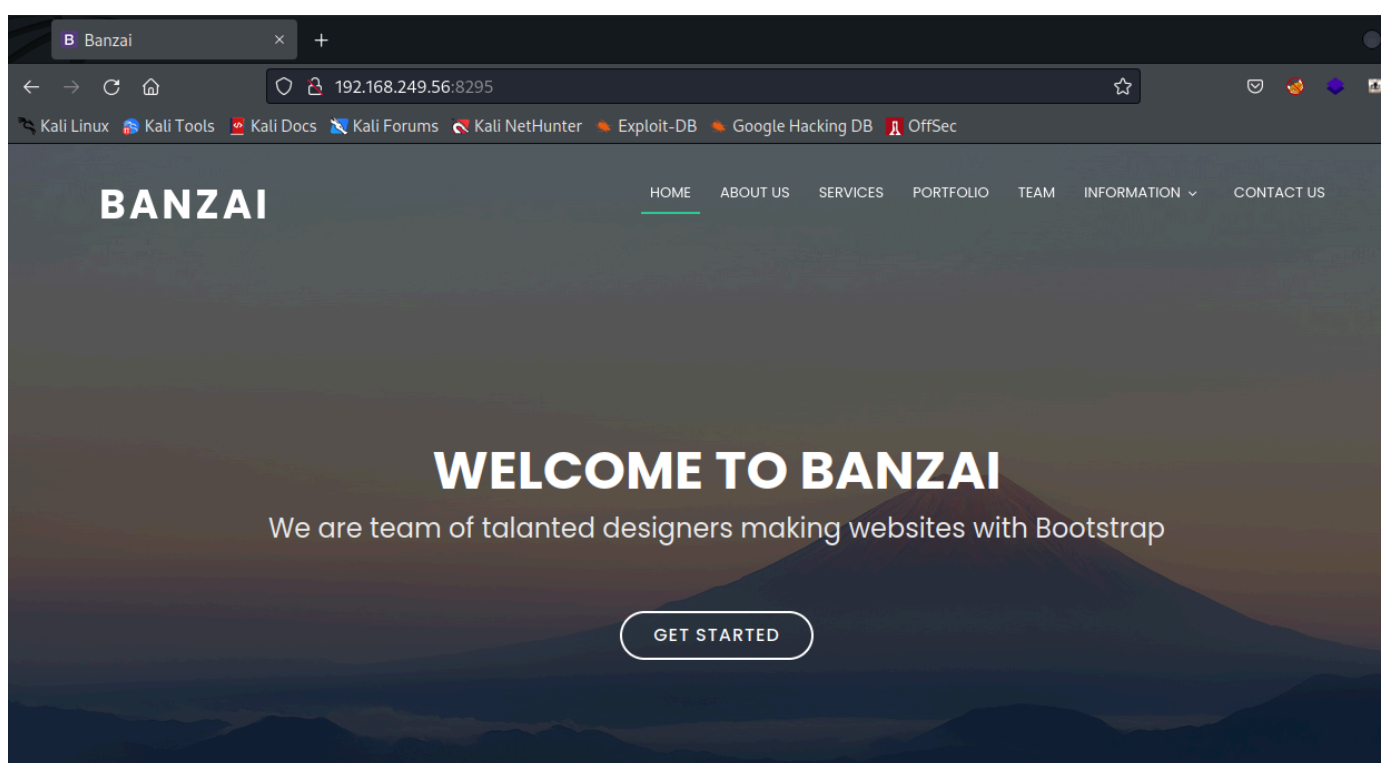 B Banzai
192.168.249.56:8295
Kali Linux Kali Tools Kali Docs Kali Forums Kali NetHunter Exploit-DB Google Hacking DB OffSec
BANZAI
HOME ABOUT US SERVICES PORTFOLIO TEAM INFORMATION CONTACT US
WELCOME TO BANZAI
We are team of talanted designers making websites with Bootstrap
GET STARTED